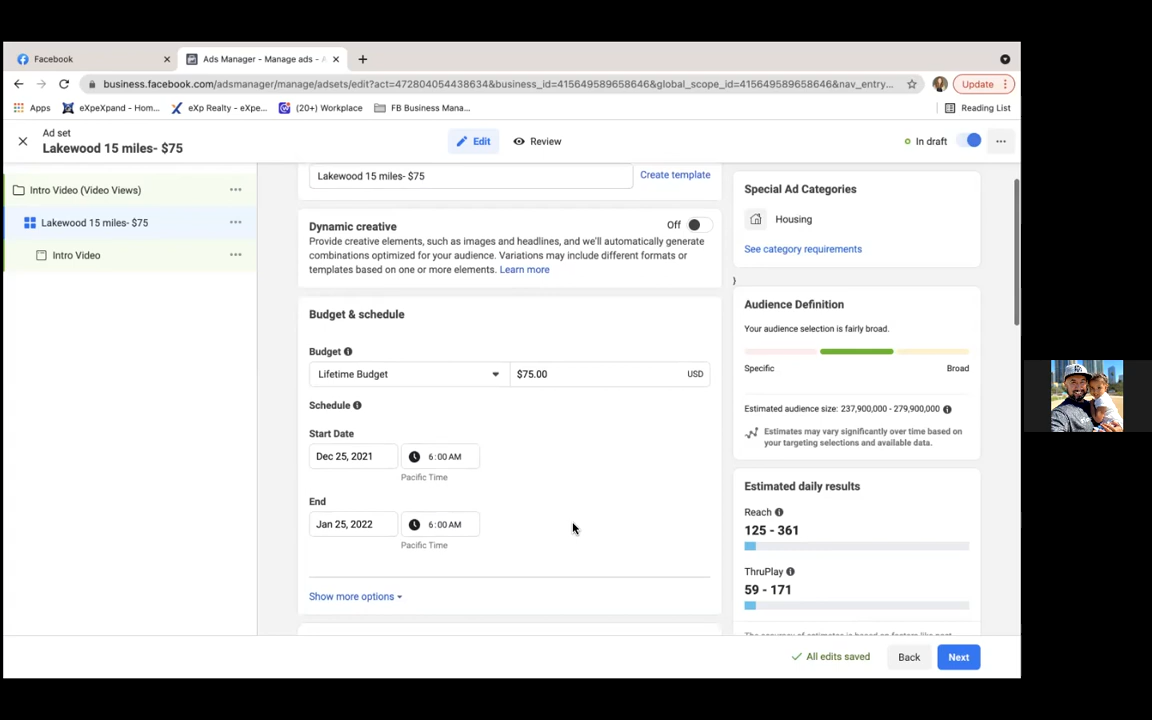 Facebook
Ads Manager - Manage ads - A
business.facebook.com/adsmanager/manage/adsets/edit?act=472804054438634&business_id=415649589658646&global_scope_id=415649589658646&nav_entry...
Update
Apps
eXpeXpand - Hom...
eXp Realty - eXpe...
(20+) Workplace
FB Business Mana...
Reading List
Ad set
Lakewood 15 miles- $75
Edit
Review
In draft
Intro Video (Video Views)
Lakewood 15 miles- $75
Intro Video
Lakewood 15 miles- $75
Create template
Dynamic creative
Off
Provide creative elements, such as images and headlines, and we'll automatically generate
combinations optimized for your audience. Variations may include different formats or
templates based on one or more elements. Learn more
Budget & schedule
Budget
Lifetime Budget
$75.00
USD
Schedule
Start Date
Dec 25, 2021
6:00 AM
Pacific Time
End
Jan 25, 2022
6:00 AM
Pacific Time
Show more options
Special Ad Categories
Housing
See category requirements
}
Audience Definition
Your audience selection is fairly broad.
Specific
Broad
Estimated audience size: 237,900,000 - 279,900,000
Estimates may vary significantly over time based on
your targeting selections and available data.
Estimated daily results
Reach
125 - 361
ThruPlay
59 - 171
All edits saved
Back
Next